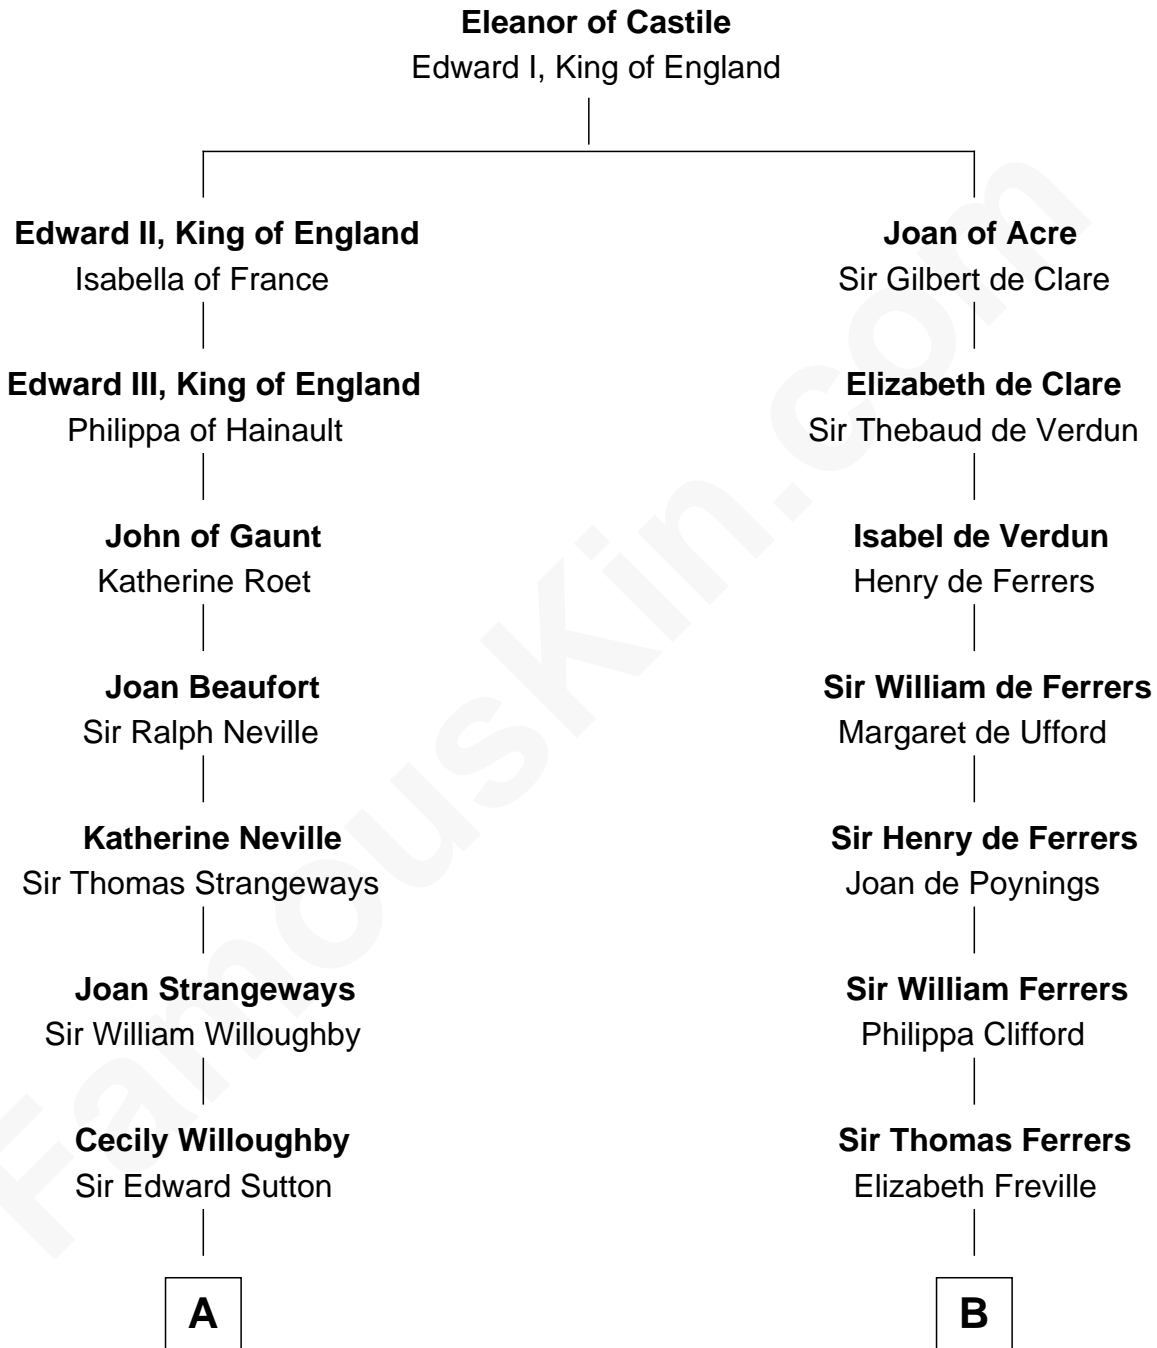 Eleanor of Castile
Edward I, King of England
Edward II, King of England
Isabella of France
Joan of Acre
Sir Gilbert de Clare
Edward III, King of England
Philippa of Hainault
Elizabeth de Clare
Sir Thebaud de Verdun
John of Gaunt
Katherine Roet
Isabel de Verdun
Henry de Ferrers
Joan Beaufort
Sir Ralph Neville
Sir William de Ferrers
Margaret de Ufford
Katherine Neville
Sir Thomas Strangeways
Sir Henry de Ferrers
Joan de Poynings
Joan Strangeways
Sir William Willoughby
Sir William Ferrers
Philippa Clifford
Cecily Willoughby
Sir Edward Sutton
Sir Thomas Ferrers
Elizabeth Freville
A
B
FamousKin.com